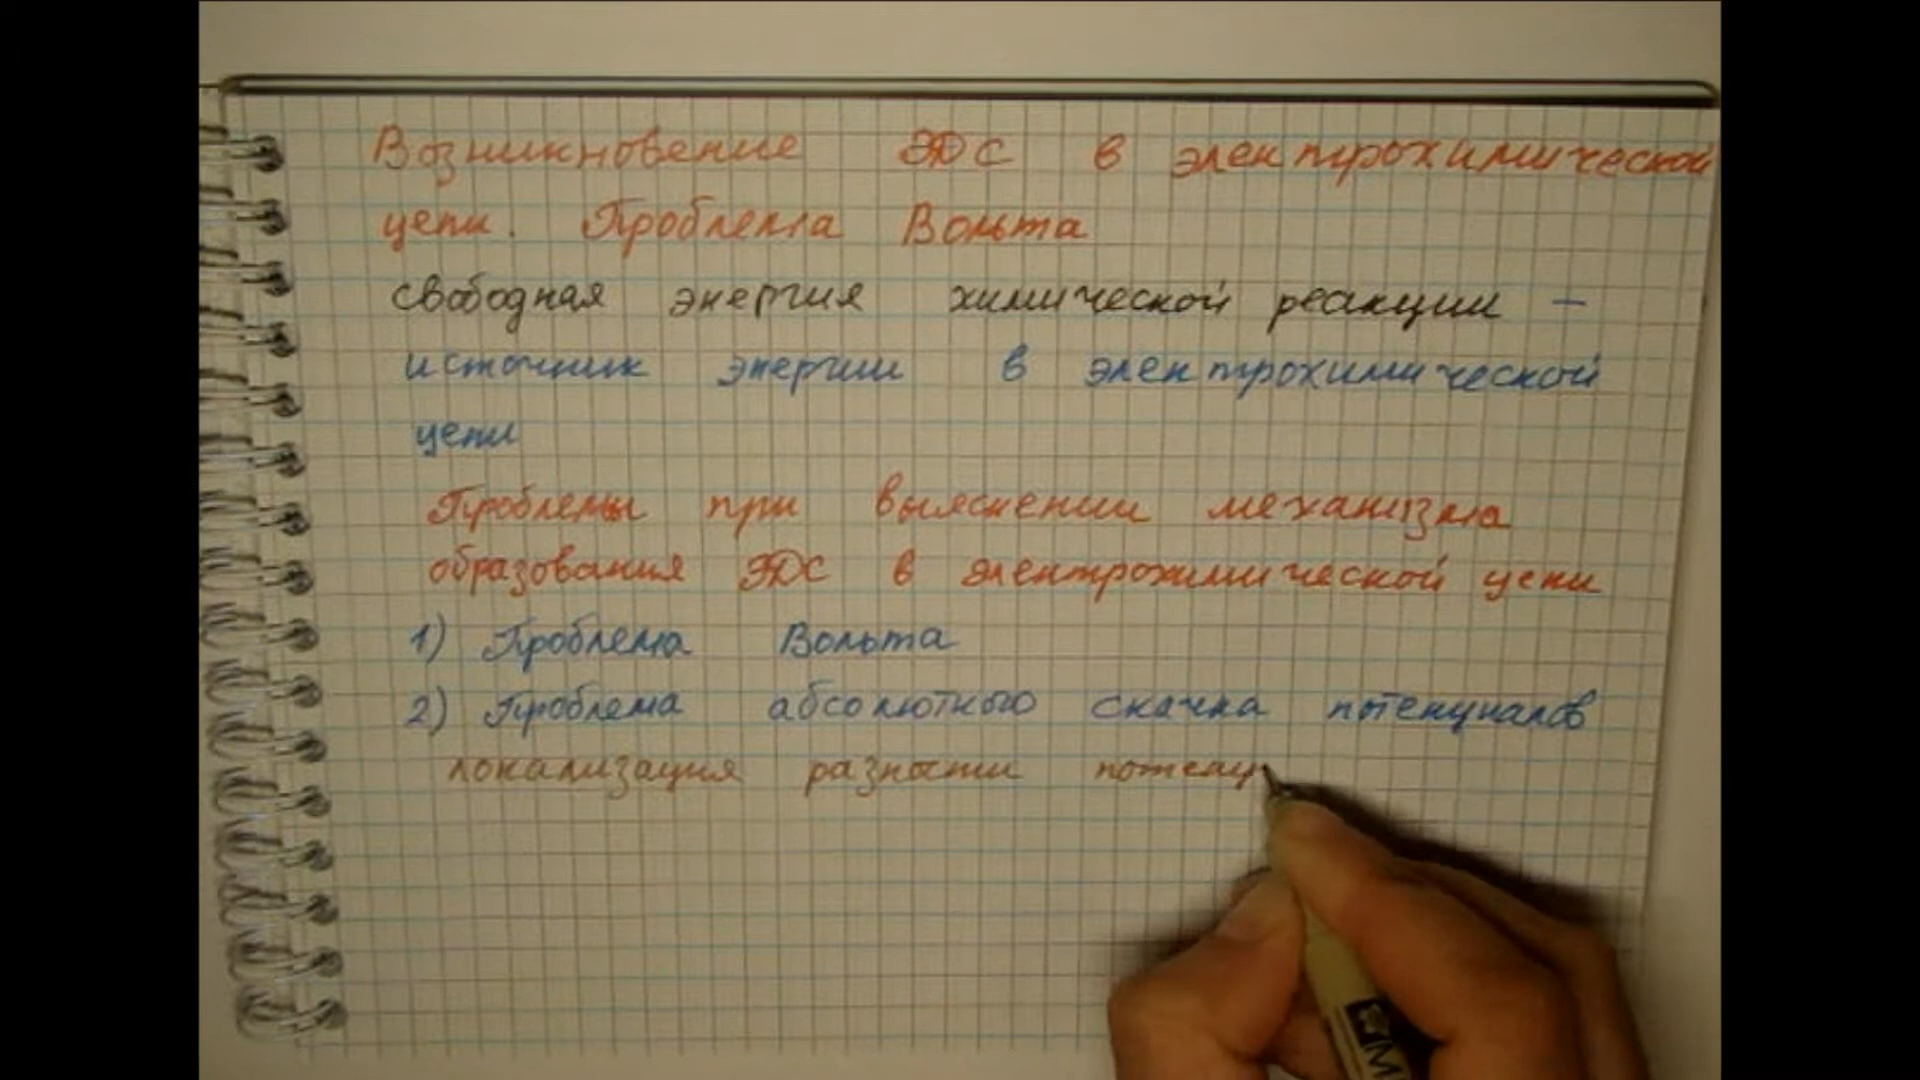 Возникновение ЭДС в электрохимической
цепи. Проблема Вольта
свободная энергия химической реакции –
источник энергии в электрохимической
цепи
Проблемы при выяснении механизма
образования ЭДС в электрохимической цепи
1) Проблема Вольта
2) Проблема абсолютного скачка потенциалов
локализация разности потенц